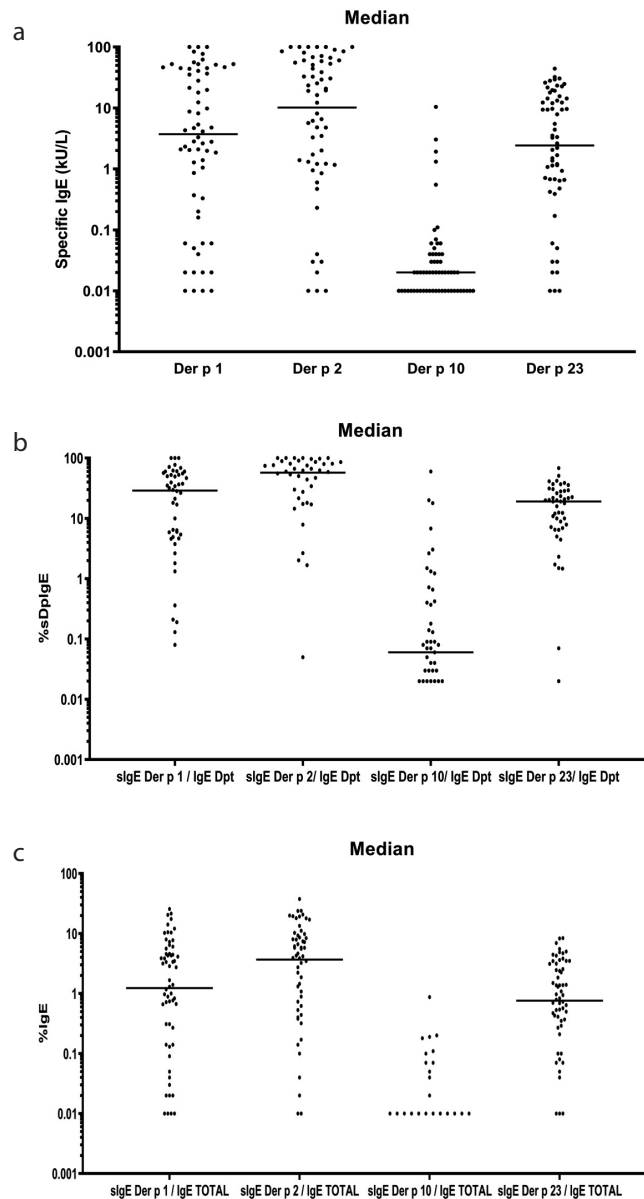 a
Median
Specific IgE (kU/L)
100
10
1
0.1
0.01
0.001
Der p 1
Der p 2
Der p 10
Der p 23
b
Median
%sDpIgE
100
10
1
0.1
0.01
0.001
sIgE Der p 1 / IgE Dpt
sIgE Der p 2/ IgE Dpt
sIgE Der p 10/ IgE Dpt
sIgE Der p 23/ IgE Dpt
c
Median
%IgE
100
10
1
0.1
0.01
0.001
sIgE Der p 1 / IgE TOTAL
sIgE Der p 2 / IgE TOTAL
sIgE Der p 10 / IgE TOTAL
sIgE Der p 23 / IgE TOTAL